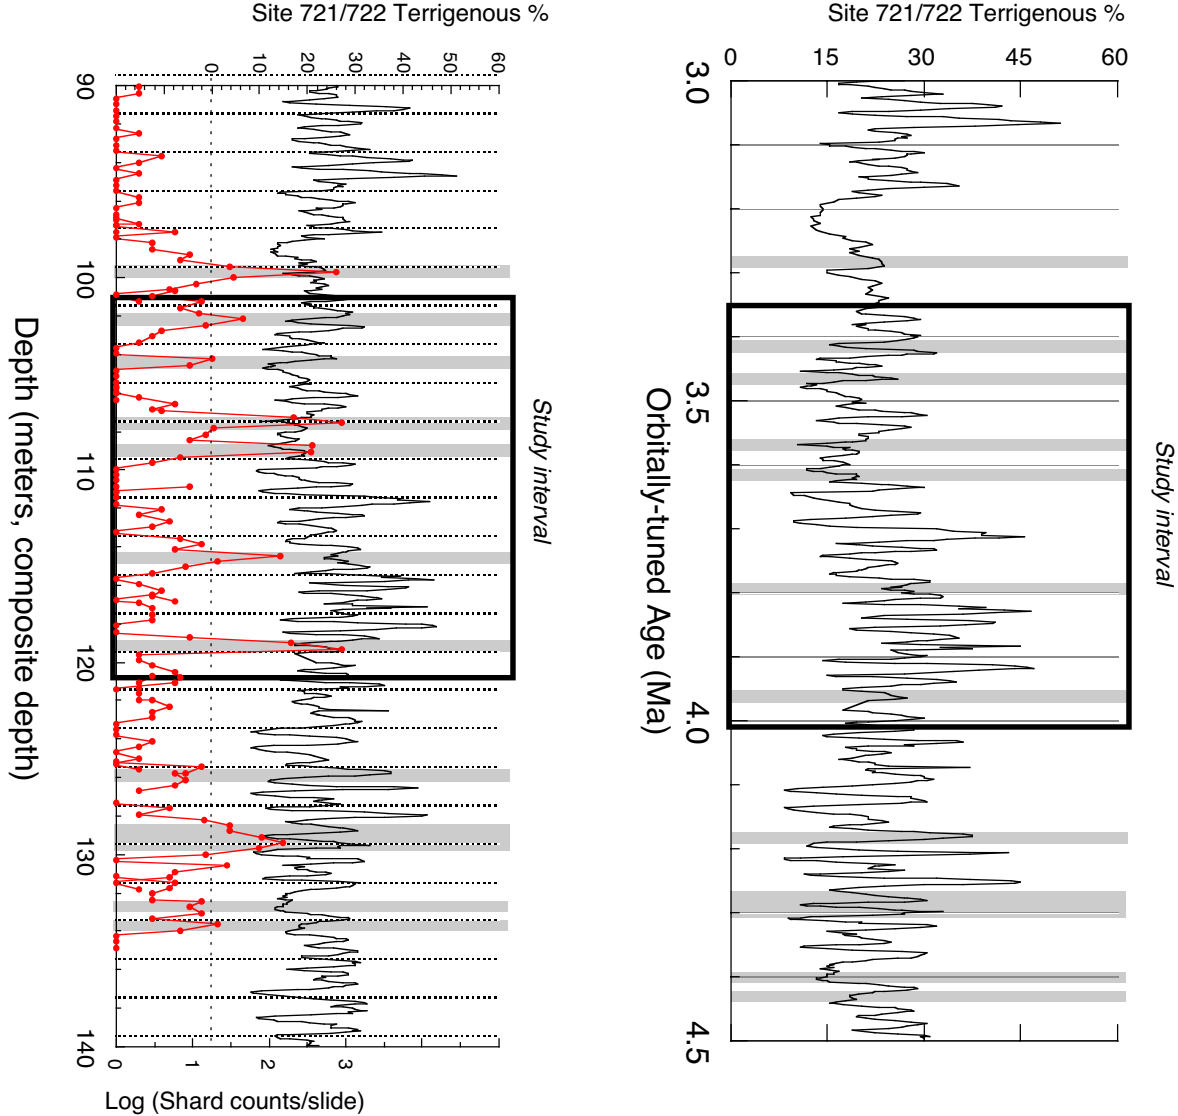 Site 721/722 Terrigenous %
0 10 20 30 40 50 60
90
100
110
120
130
140
Depth (meters, composite depth)
Study interval
0 1 2 3
Log (Shard counts/slide)
Site 721/722 Terrigenous %
0 15 30 45 60
3.0
3.5
4.0
4.5
Orbitally-tuned Age (Ma)
Study interval